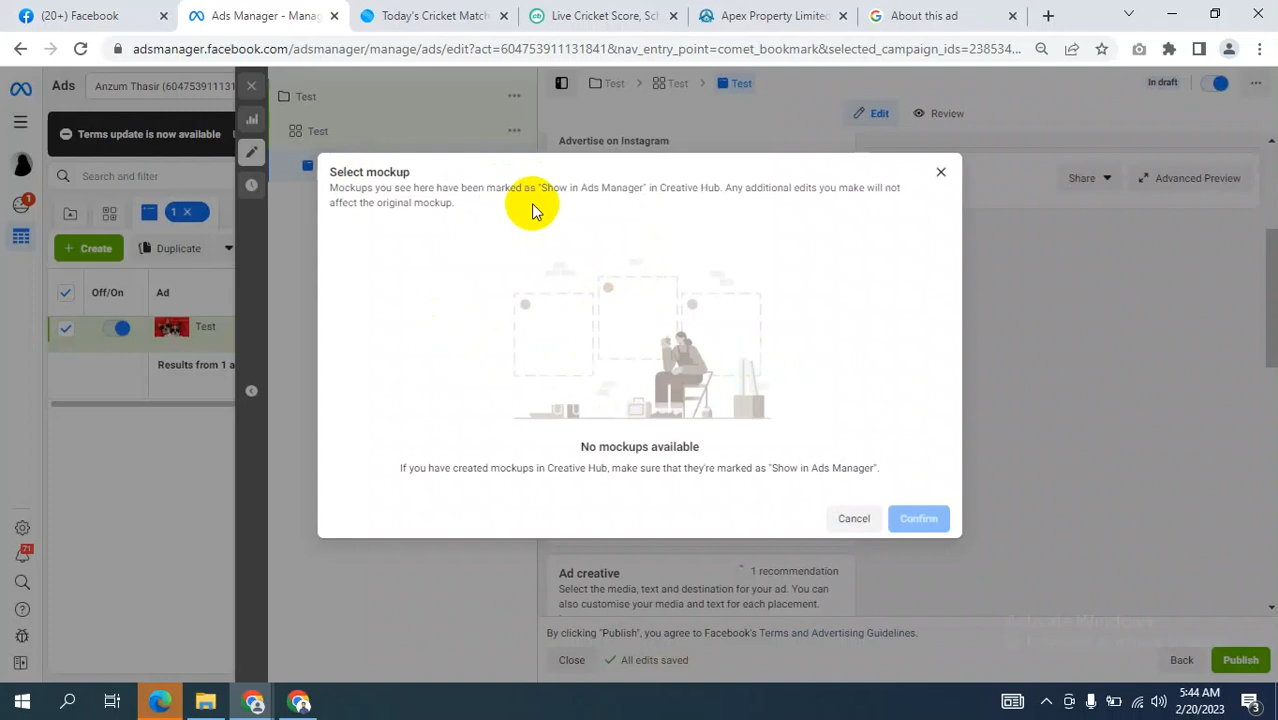 (20+) Facebook
Ads Manager - Manag
Today's Cricket Match
Live Cricket Score, Sch
Apex Property Limited
About this ad
adsmanager.facebook.com/adsmanager/manage/ads/edit?act=604753911131841&nav_entry_point=comet_bookmark&selected_campaign_ids=238534...
Ads
Anzum Thasir (604753911131
Test
Test
Test
Test
Test
In draft
Edit
Review
Terms update is now available
Search and filter
1
1
Create
Duplicate
Off/On
Ad
Test
Results from 1 a
71
Advertise on Instagram
Share
Advanced Preview
Select mockup
Mockups you see here have been marked as "Show in Ads Manager" in Creative Hub. Any additional edits you make will not
affect the original mockup.
No mockups available
If you have created mockups in Creative Hub, make sure that they're marked as "Show in Ads Manager".
Cancel
Confirm
Ad creative
1 recommendation
Select the media, text and destination for your ad. You can
also customise your media and text for each placement.
Activate Windows
By clicking "Publish", you agree to Facebook's Terms and Advertising Guidelines.
Close
All edits saved
Back
Publish
5:44 AM
2/20/2023
3